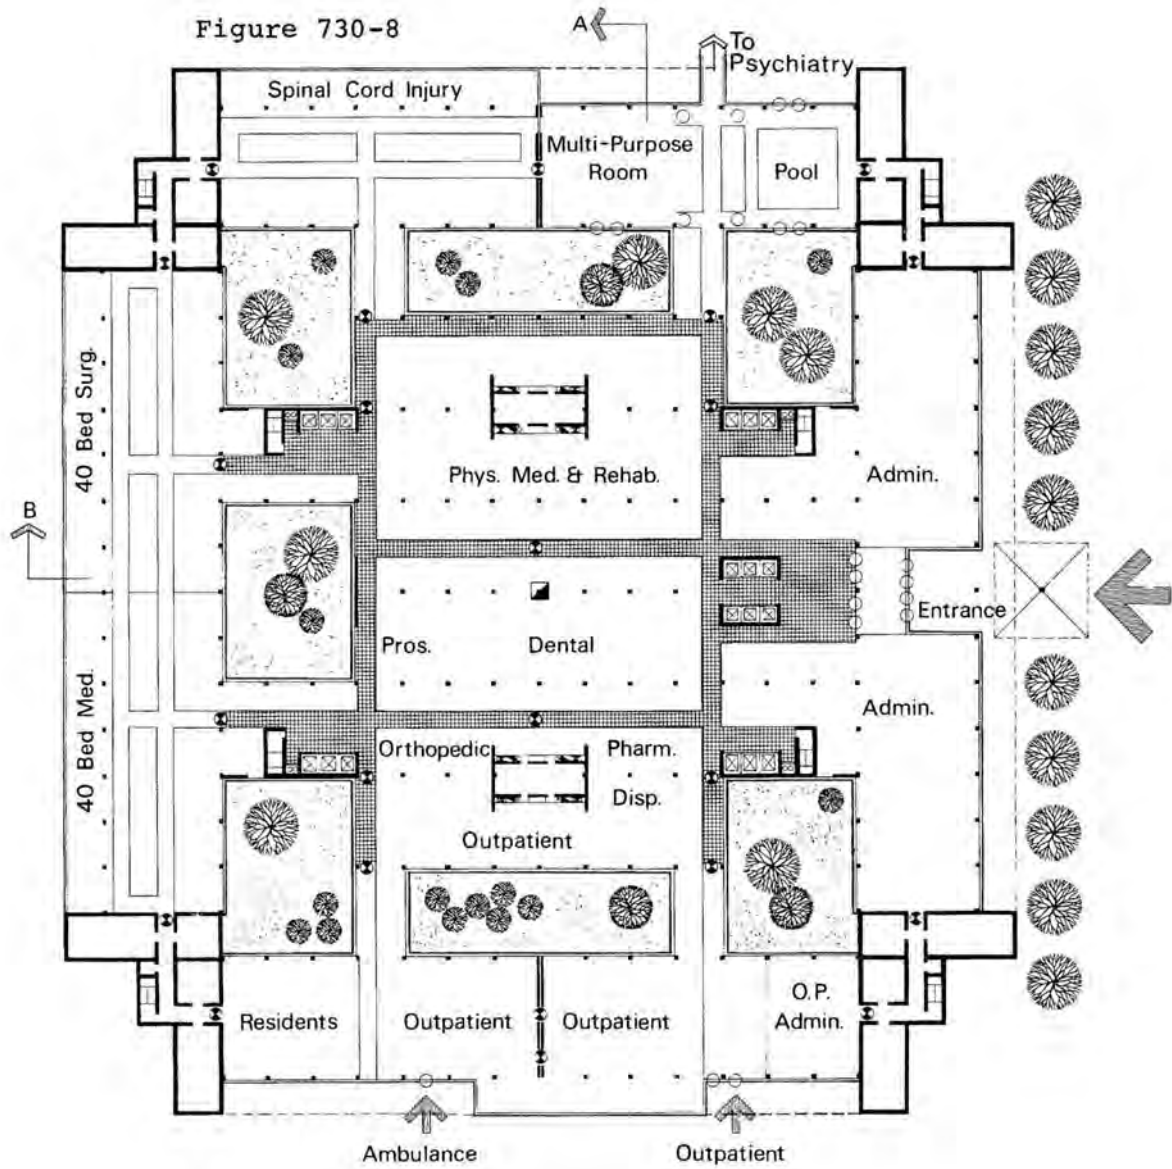 Figure 730-8
A
To
Psychiatry
Spinal Cord Injury
Multi-Purpose
Room
Pool
40 Bed Surg.
Phys. Med. & Rehab.
Admin.
B
Entrance
Pros.
Dental
40 Bed Med.
Admin.
Orthopedic
Pharm.
Disp.
Outpatient
Residents
Outpatient
Outpatient
O.P.
Admin.
Ambulance
Outpatient